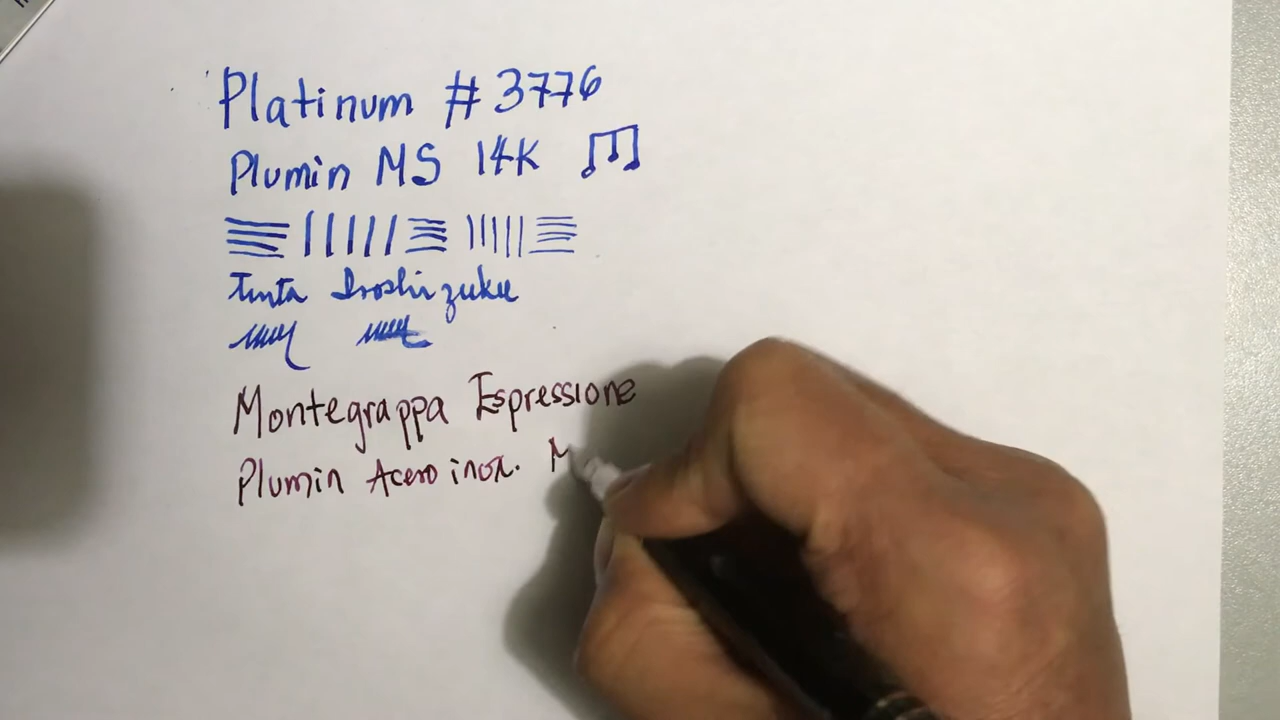 Platinum # 3776
Plumin MS 14K
Tinta Iroshizuku
Montegrappa Espressione
Plumin Acero inox. M